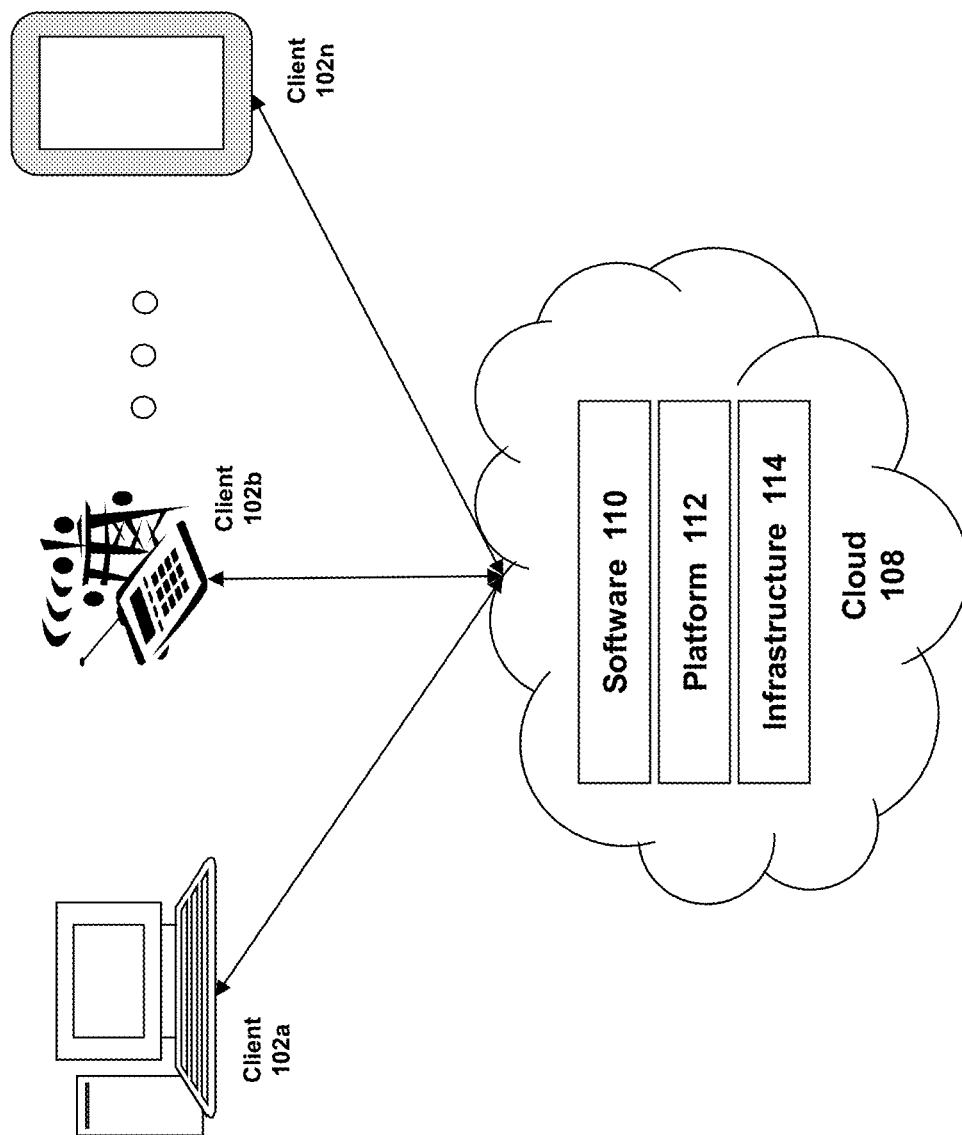 Client
102a
Client
102b
Client
102n
Software 110
Platform 112
Infrastructure 114
Cloud
108